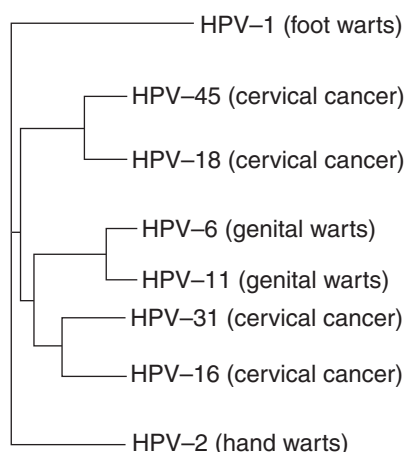 HPV–1 (foot warts)
HPV–45 (cervical cancer)
HPV–18 (cervical cancer)
HPV–6 (genital warts)
HPV–11 (genital warts)
HPV–31 (cervical cancer)
HPV–16 (cervical cancer)
HPV–2 (hand warts)